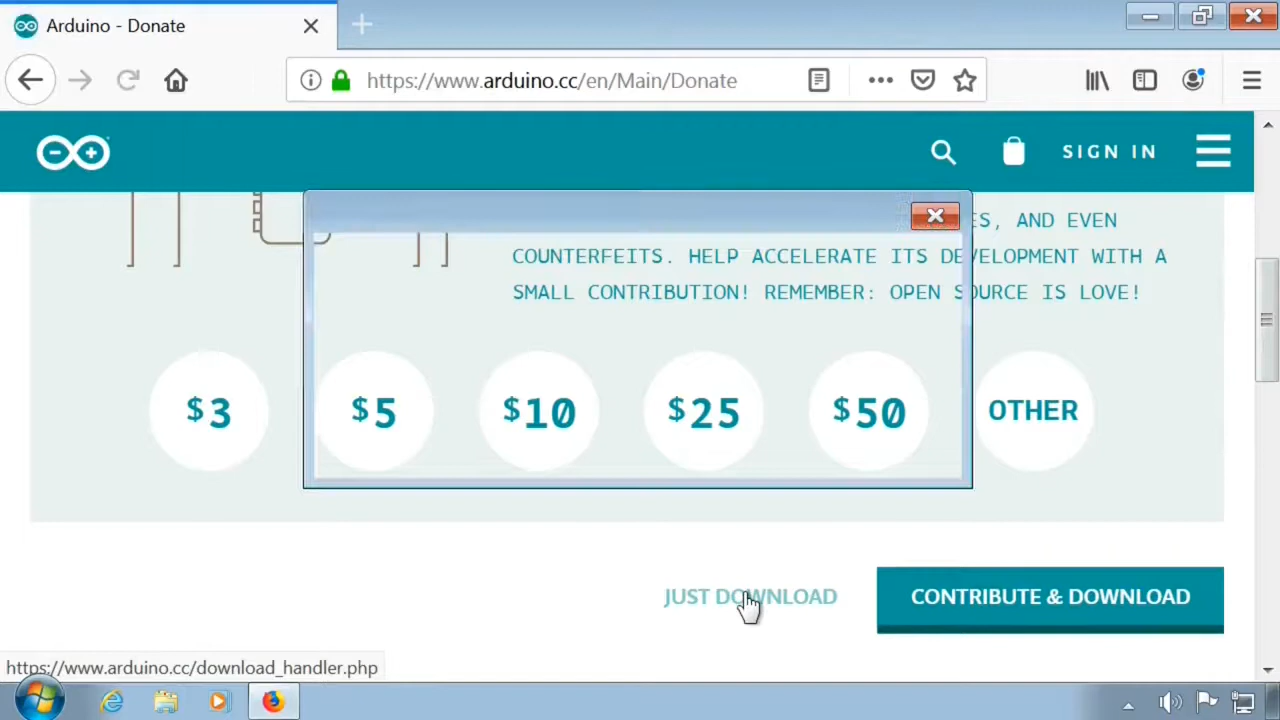 Arduino - Donate
https://www.arduino.cc/en/Main/Donate
SIGN IN
ES, AND EVEN
COUNTERFEITS. HELP ACCELERATE ITS DEVELOPMENT WITH A
SMALL CONTRIBUTION! REMEMBER: OPEN SOURCE IS LOVE!
$3 $5 $10 $25 $50 OTHER
JUST DOWNLOAD CONTRIBUTE & DOWNLOAD
https://www.arduino.cc/download_handler.php